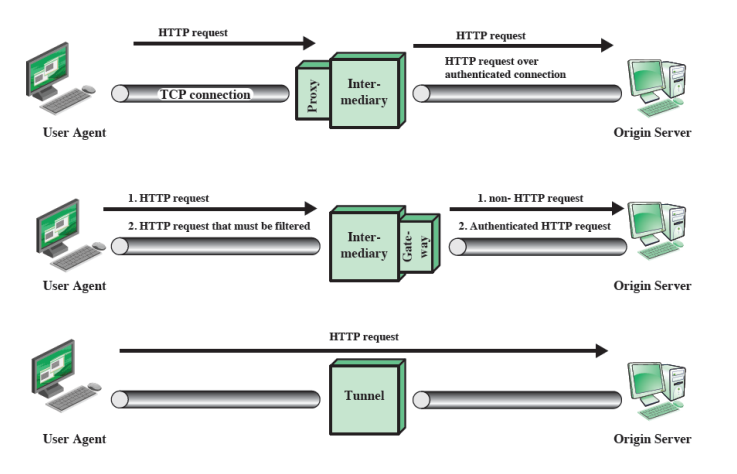 HTTP request
HTTP request
HTTP request over
authenticated connection
TCP connection
Proxy
Inter-
mediary
User Agent
Origin Server
1. HTTP request
1. non- HTTP request
2. HTTP request that must be filtered
2. Authenticated HTTP request
Inter-
mediary
Gate-
way
User Agent
Origin Server
HTTP request
Tunnel
User Agent
Origin Server